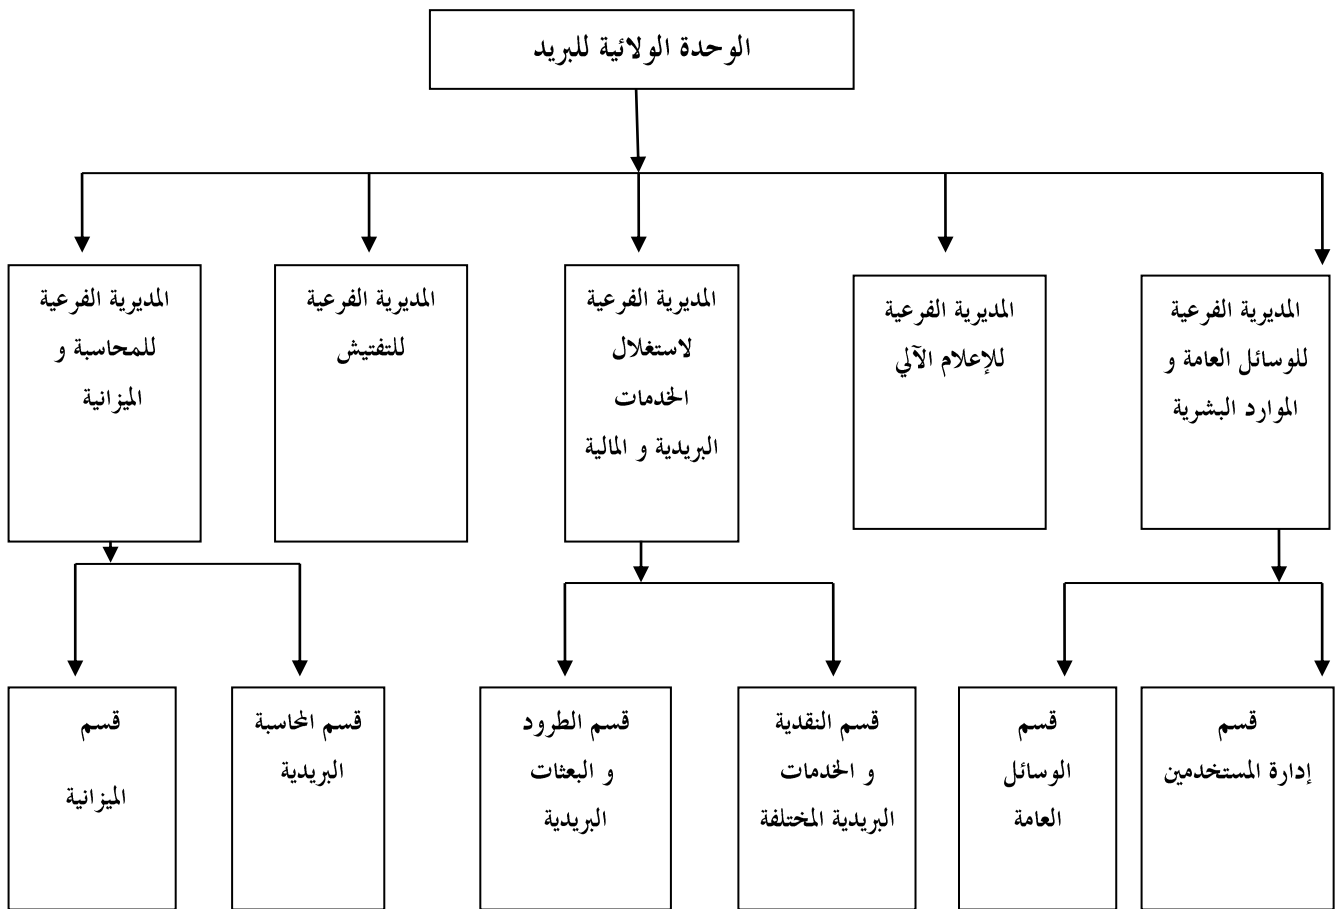 الوحدة الولائية للبريد
المديرية الفرعية
للوسائل العامة و
الموارد البشرية
المديرية الفرعية
للإعلام الآلي
المديرية الفرعية
لاستغلال
الخدمات
البريدية و المالية
المديرية الفرعية
للتفتيش
المديرية الفرعية
للمحاسبة و
الميزانية
قسم
إدارة المستخدمين
قسم
الوسائل
العامة
قسم النقدية
و الخدمات
البريدية المختلفة
قسم الطرود
و البعثات
البريدية
قسم المحاسبة
البريدية
قسم
الميزانية